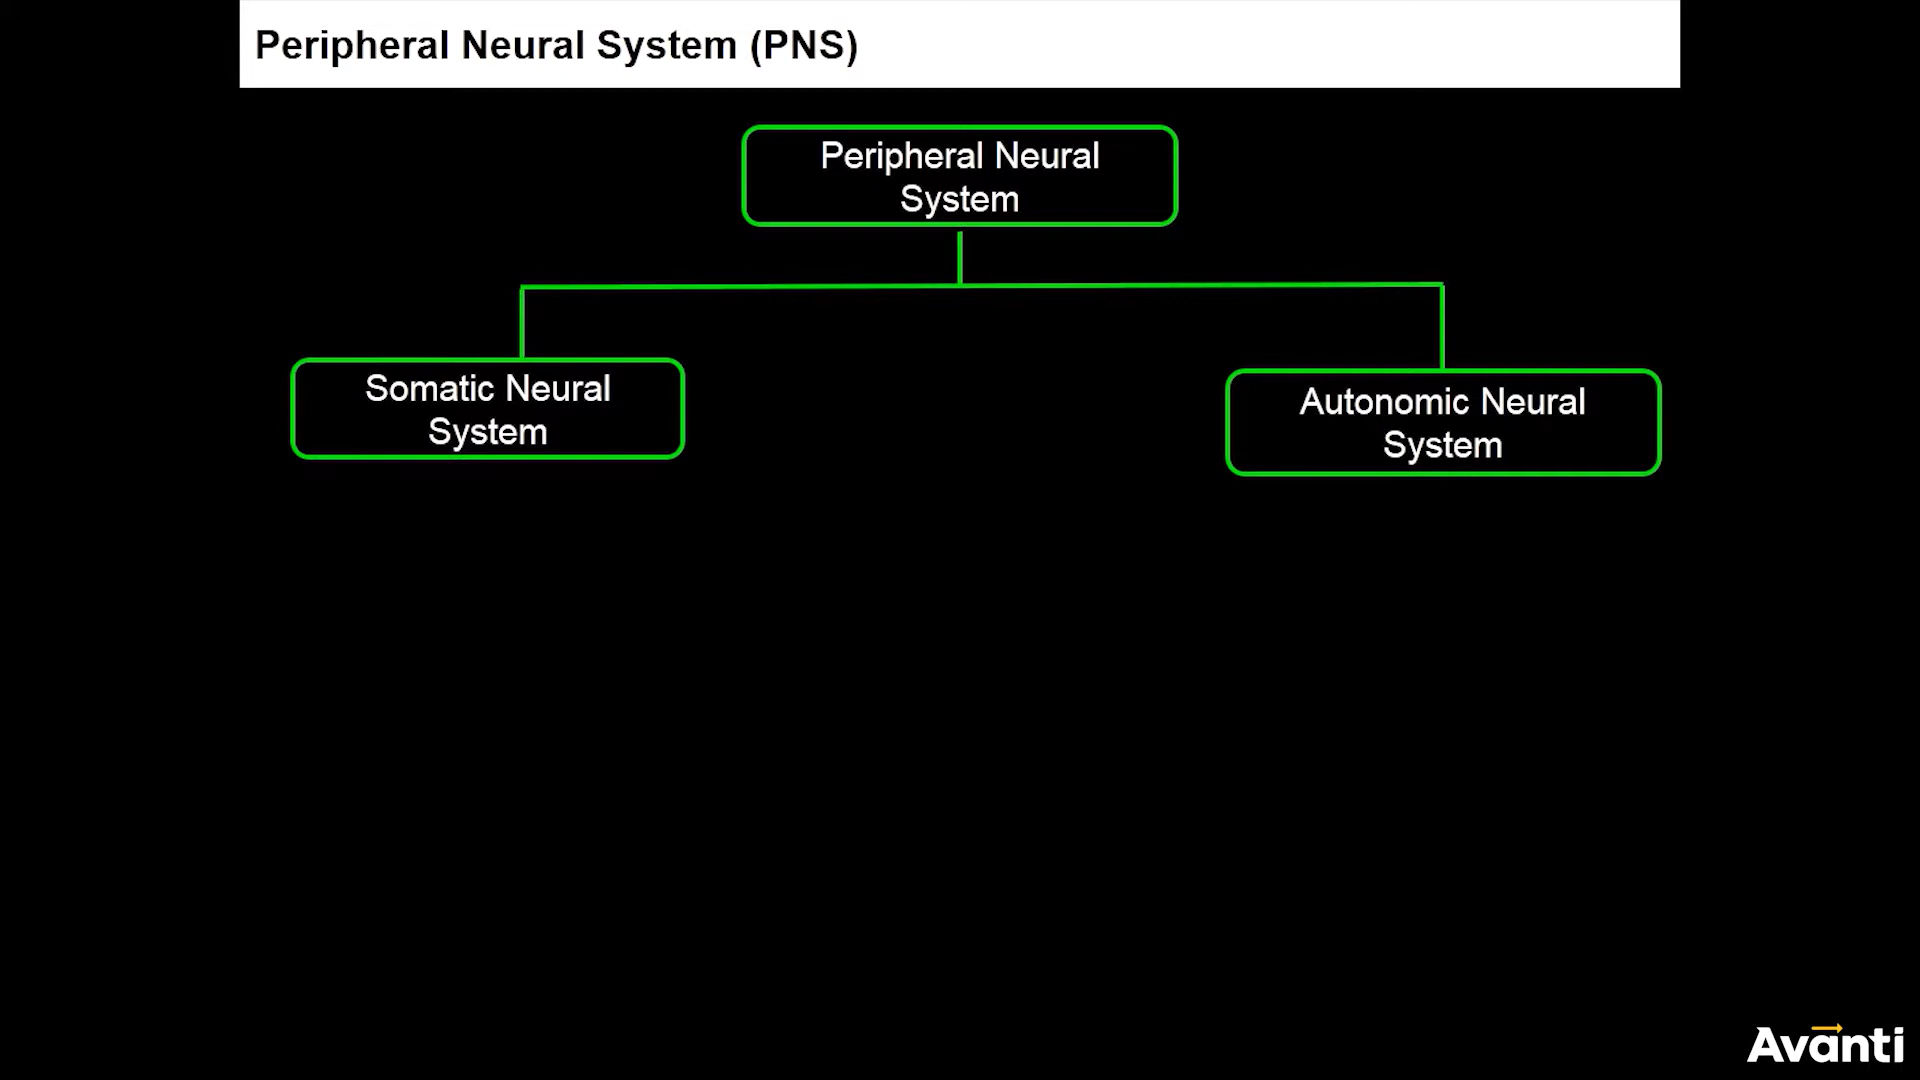 Peripheral Neural System (PNS)
Peripheral Neural
System
Somatic Neural
System
Autonomic Neural
System
Avanti